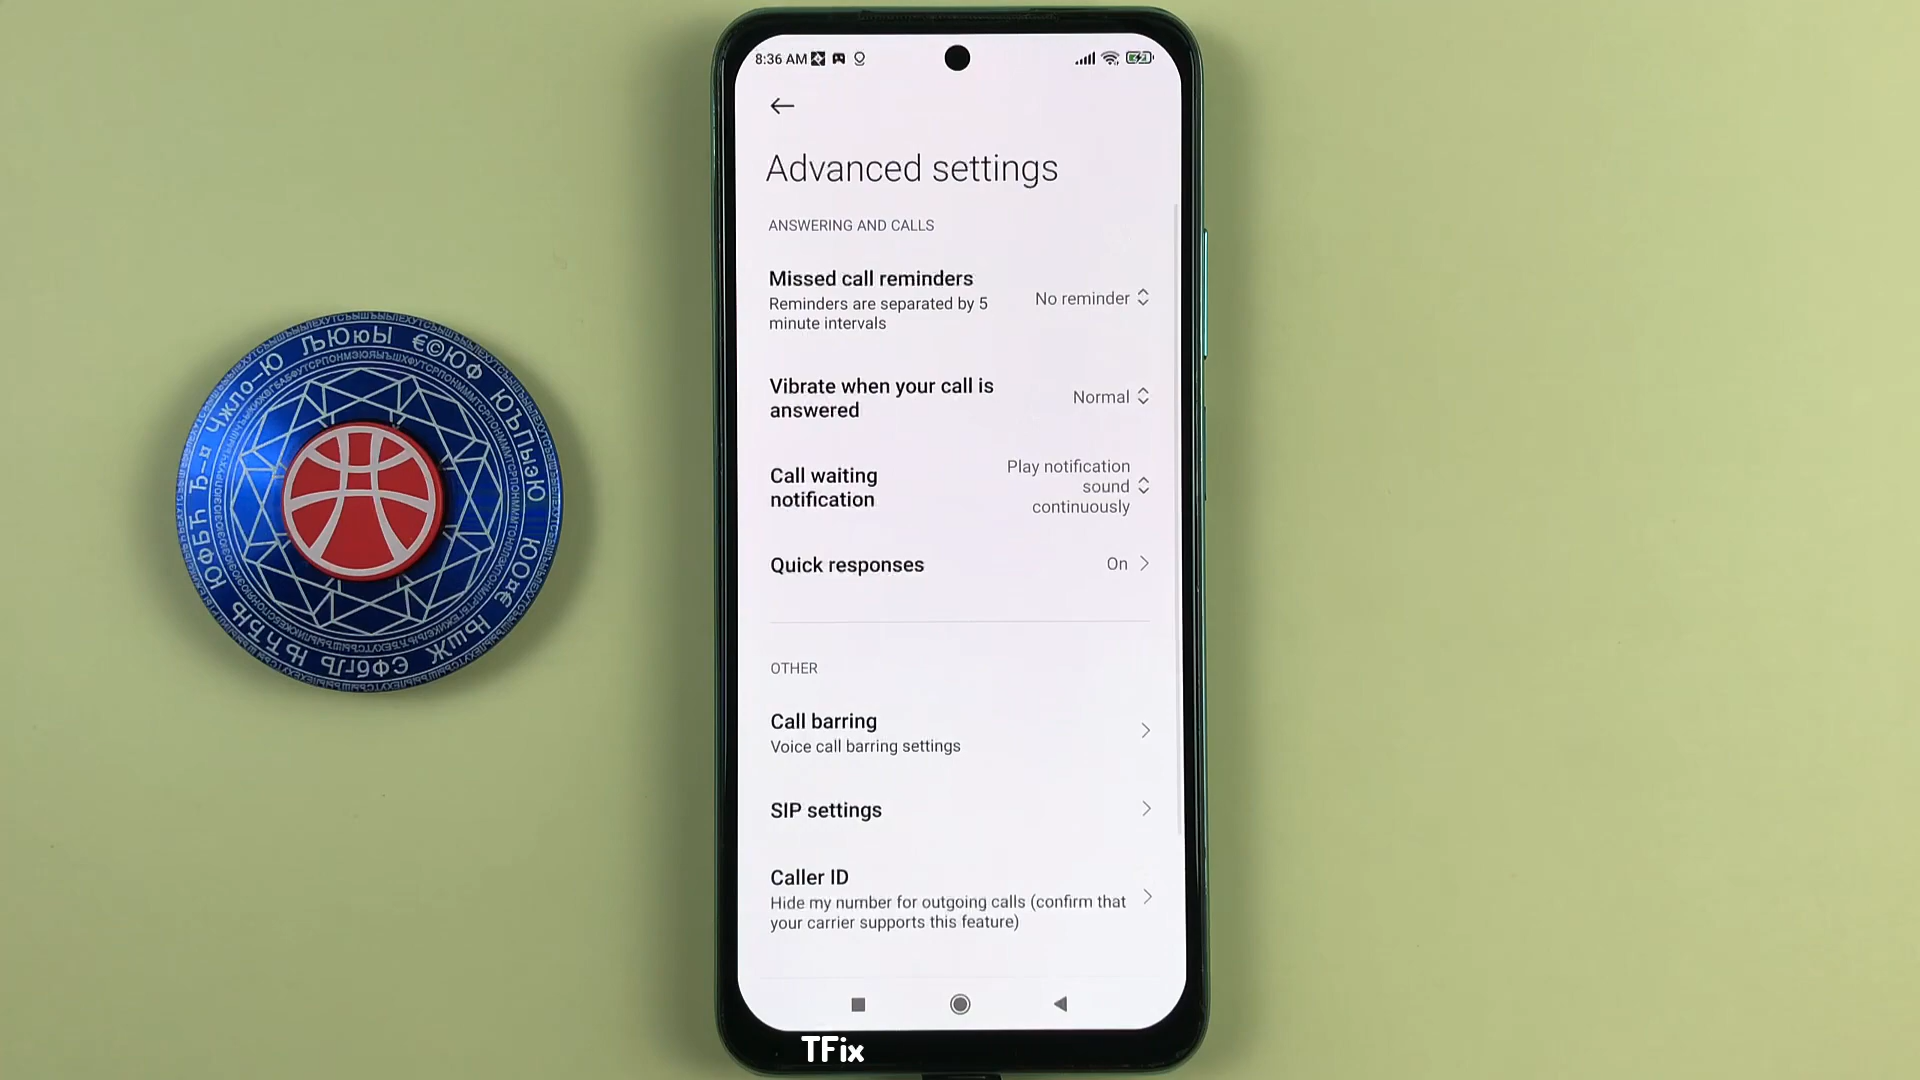 8:36 AM
Advanced settings
ANSWERING AND CALLS
Missed call reminders
Reminders are separated by 5
minute intervals
No reminder
Vibrate when your call is
answered
Normal
Call waiting
notification
Play notification
sound
continuously
Quick responses
On
OTHER
Call barring
Voice call barring settings
SIP settings
Caller ID
Hide my number for outgoing calls (confirm that
your carrier supports this feature)
TFix